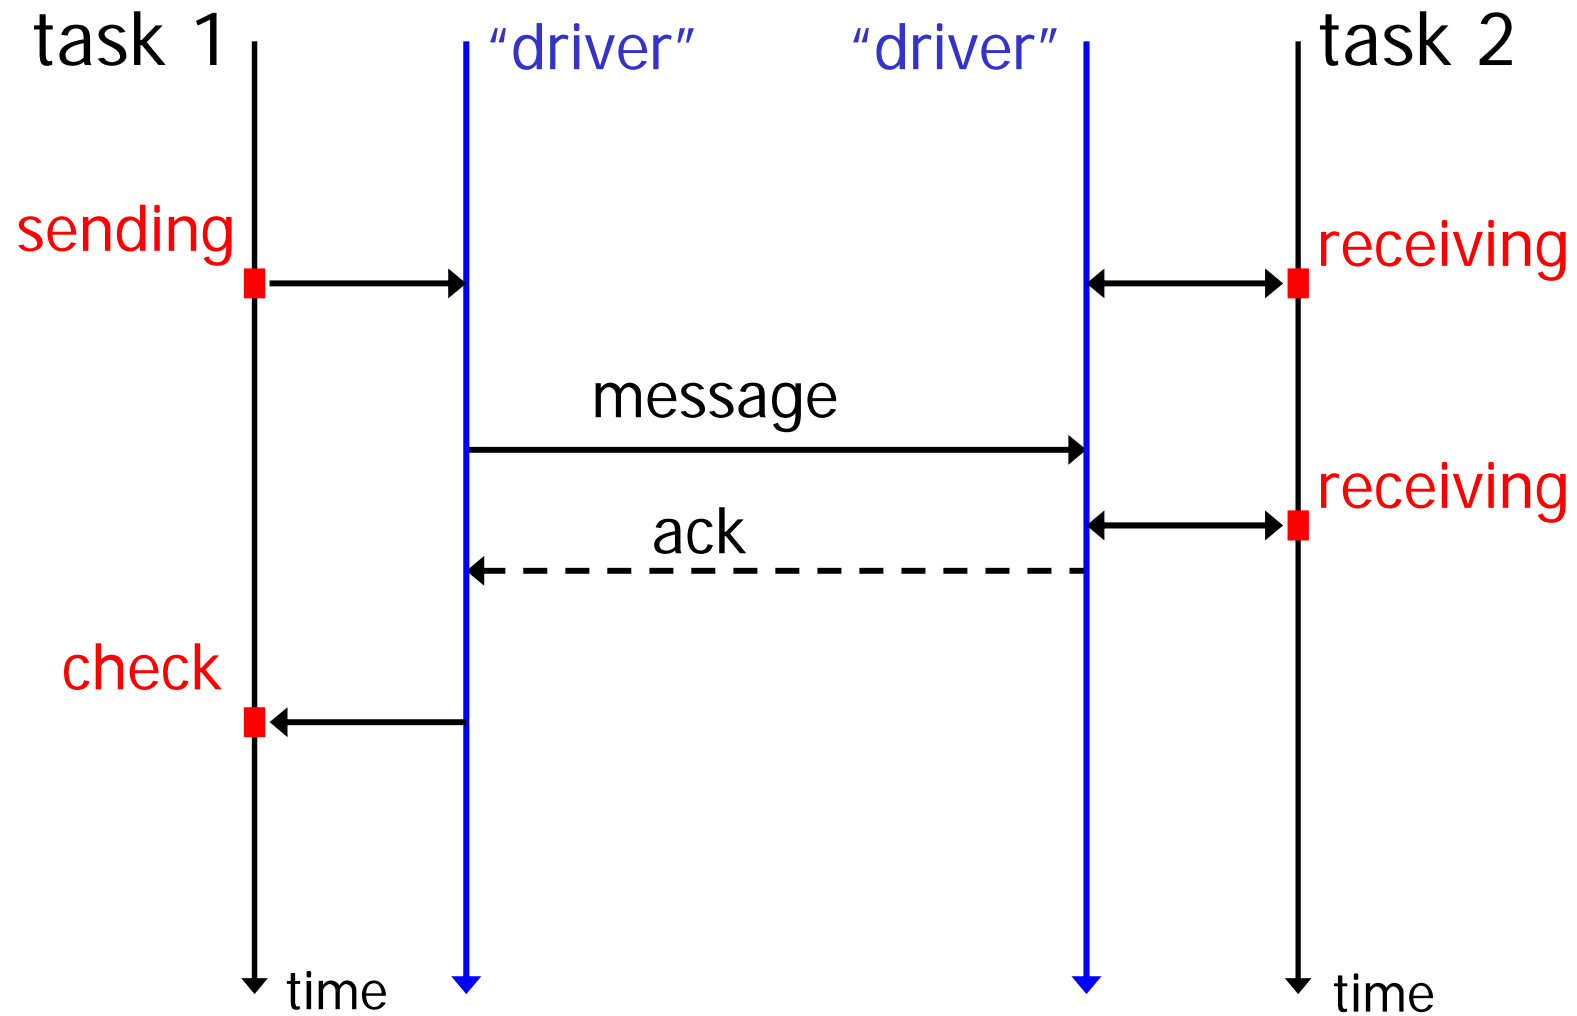 task 1
“driver”
“driver”
task 2
sending
receiving
message
receiving
ack
check
time
time